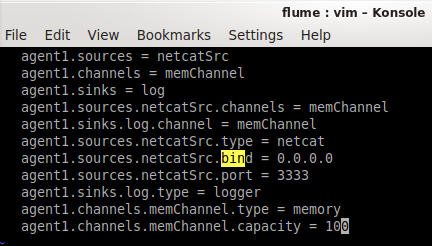 flume : vim – Konsole
File Edit View Bookmarks Settings Help
agent1.sources = netcatSrc
agent1.channels = memChannel
agent1.sinks = log
agent1.sources.netcatSrc.channels = memChannel
agent1.sinks.log.channel = memChannel
agent1.sources.netcatSrc.type = netcat
agent1.sources.netcatSrc.bind = 0.0.0.0
agent1.sources.netcatSrc.port = 3333
agent1.sinks.log.type = logger
agent1.channels.memChannel.type = memory
agent1.channels.memChannel.capacity = 100
~